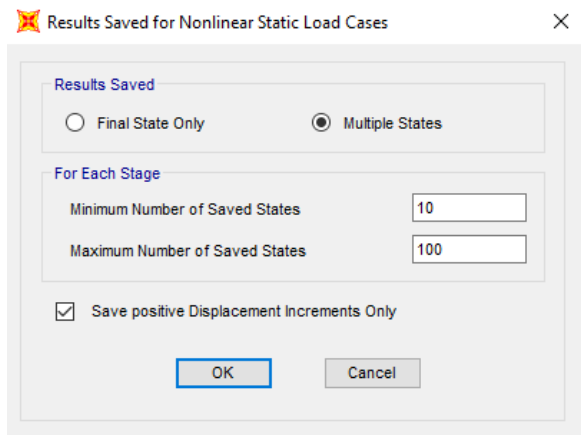 Results Saved for Nonlinear Static Load Cases
Results Saved
Final State Only Multiple States
For Each Stage
Minimum Number of Saved States 10
Maximum Number of Saved States 100
Save positive Displacement Increments Only
OK Cancel